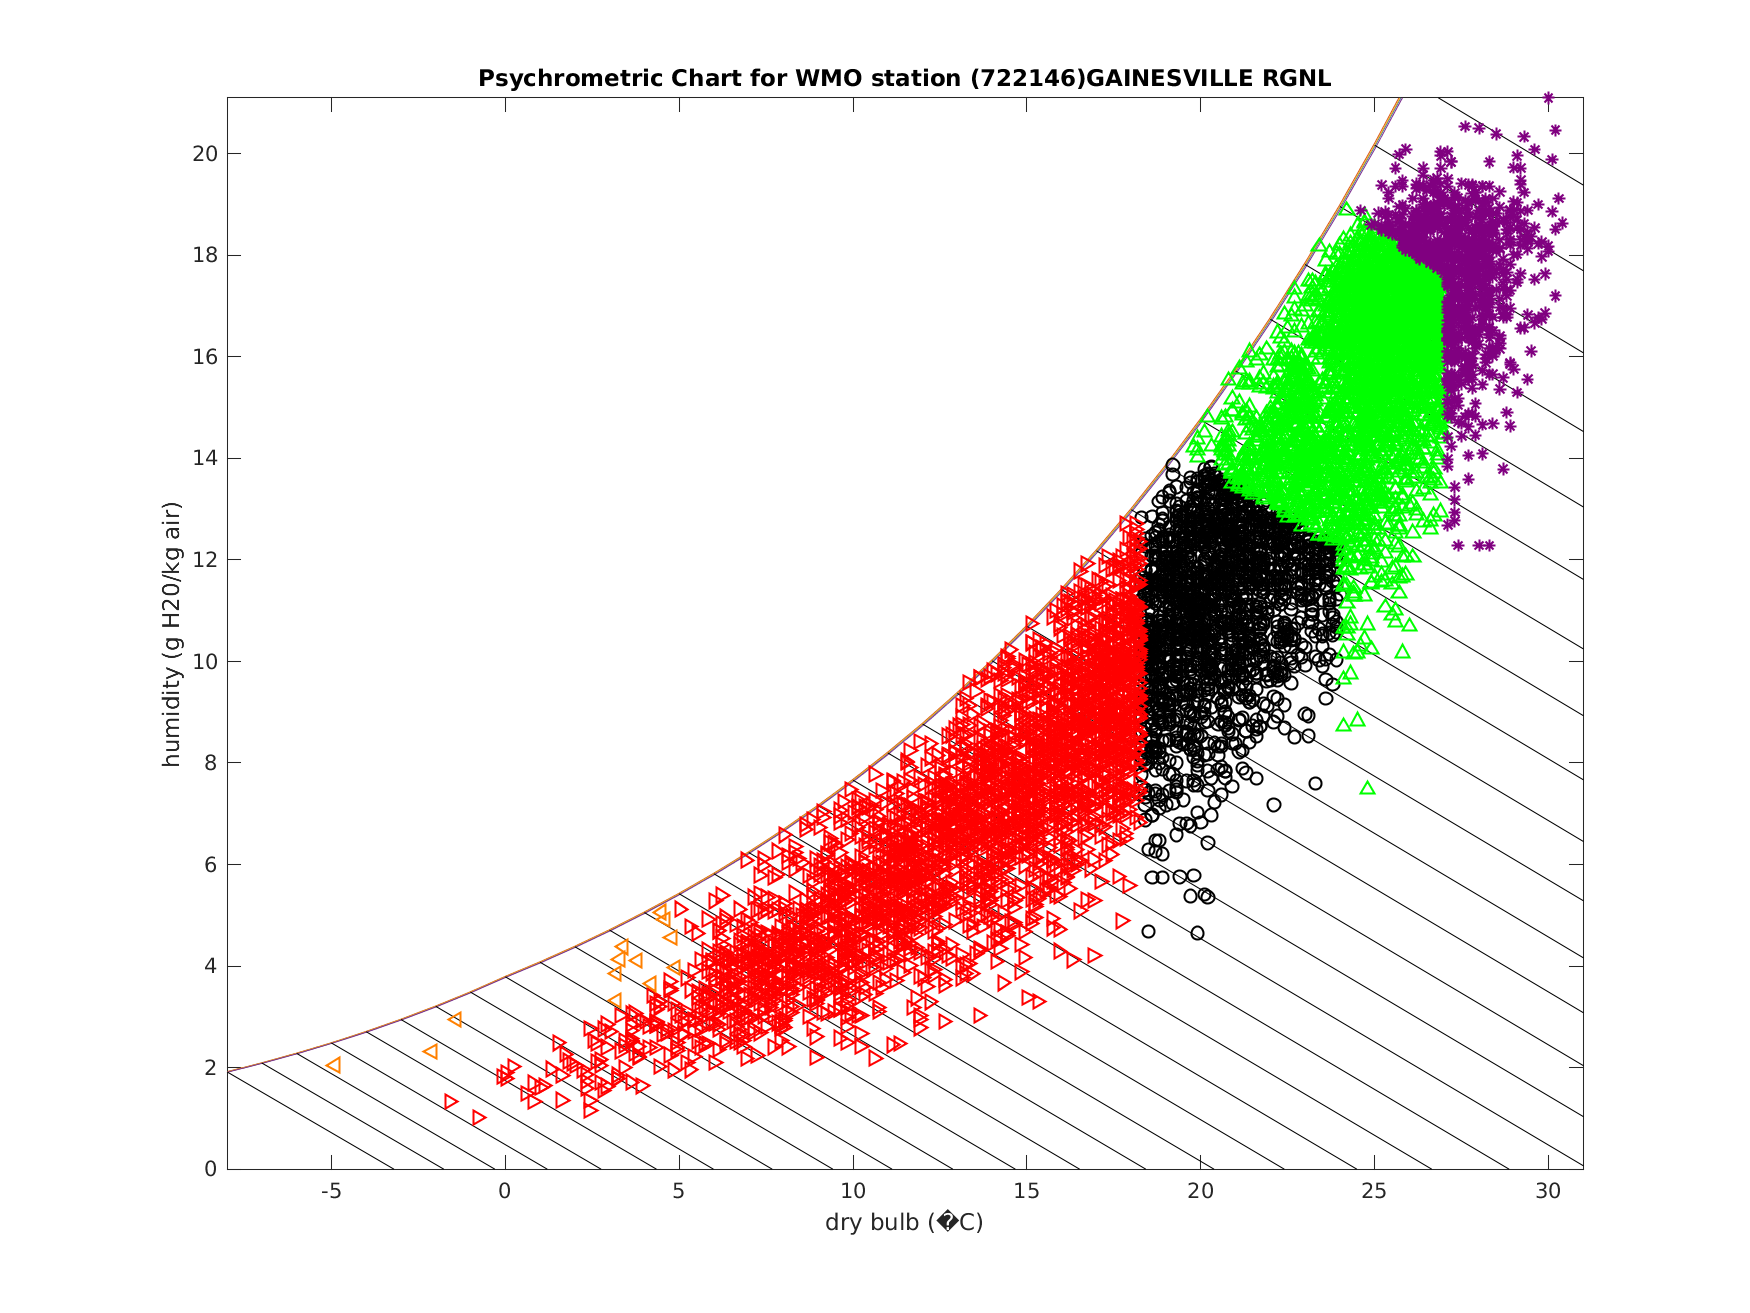 Psychrometric Chart for WMO station (722146)GAINESVILLE RGNL
humidity (g H20/kg air)
20
18
16
14
12
10
8
6
4
2
0
-5 0 5 10 15 20 25 30
dry bulb (�C)